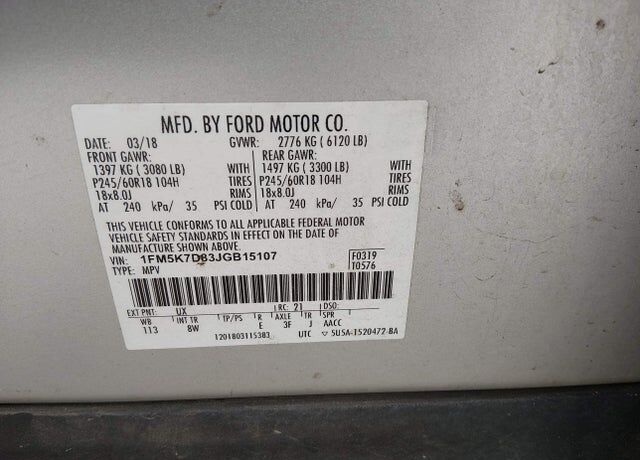 MFD. BY FORD MOTOR CO.
DATE: 03/18 GVWR: 2776 KG ( 6120 LB)
FRONT GAWR: REAR GAWR:
1397 KG ( 3080 LB) WITH 1497 KG ( 3300 LB) WITH
P245/60R18 104H TIRES P245/60R18 104H TIRES
18x8.0J RIMS 18x8.0J RIMS
AT 240 kPa/ 35 PSI COLD AT 240 kPa/ 35 PSI COLD
THIS VEHICLE CONFORMS TO ALL APPLICABLE FEDERAL MOTOR
VEHICLE SAFETY STANDARDS IN EFFECT ON THE DATE OF
MANUFACTURE SHOWN ABOVE.
VIN: 1FM5K7D83JGB15107 F0319
TYPE: MPV T0576
EXT PNT: UX RC: 21 DSO:
WB INT TR TP/PS R AXLE TR SPR
113 8W E 3F J AACC
1201803115383 UTC 5U5A-1520472-BA